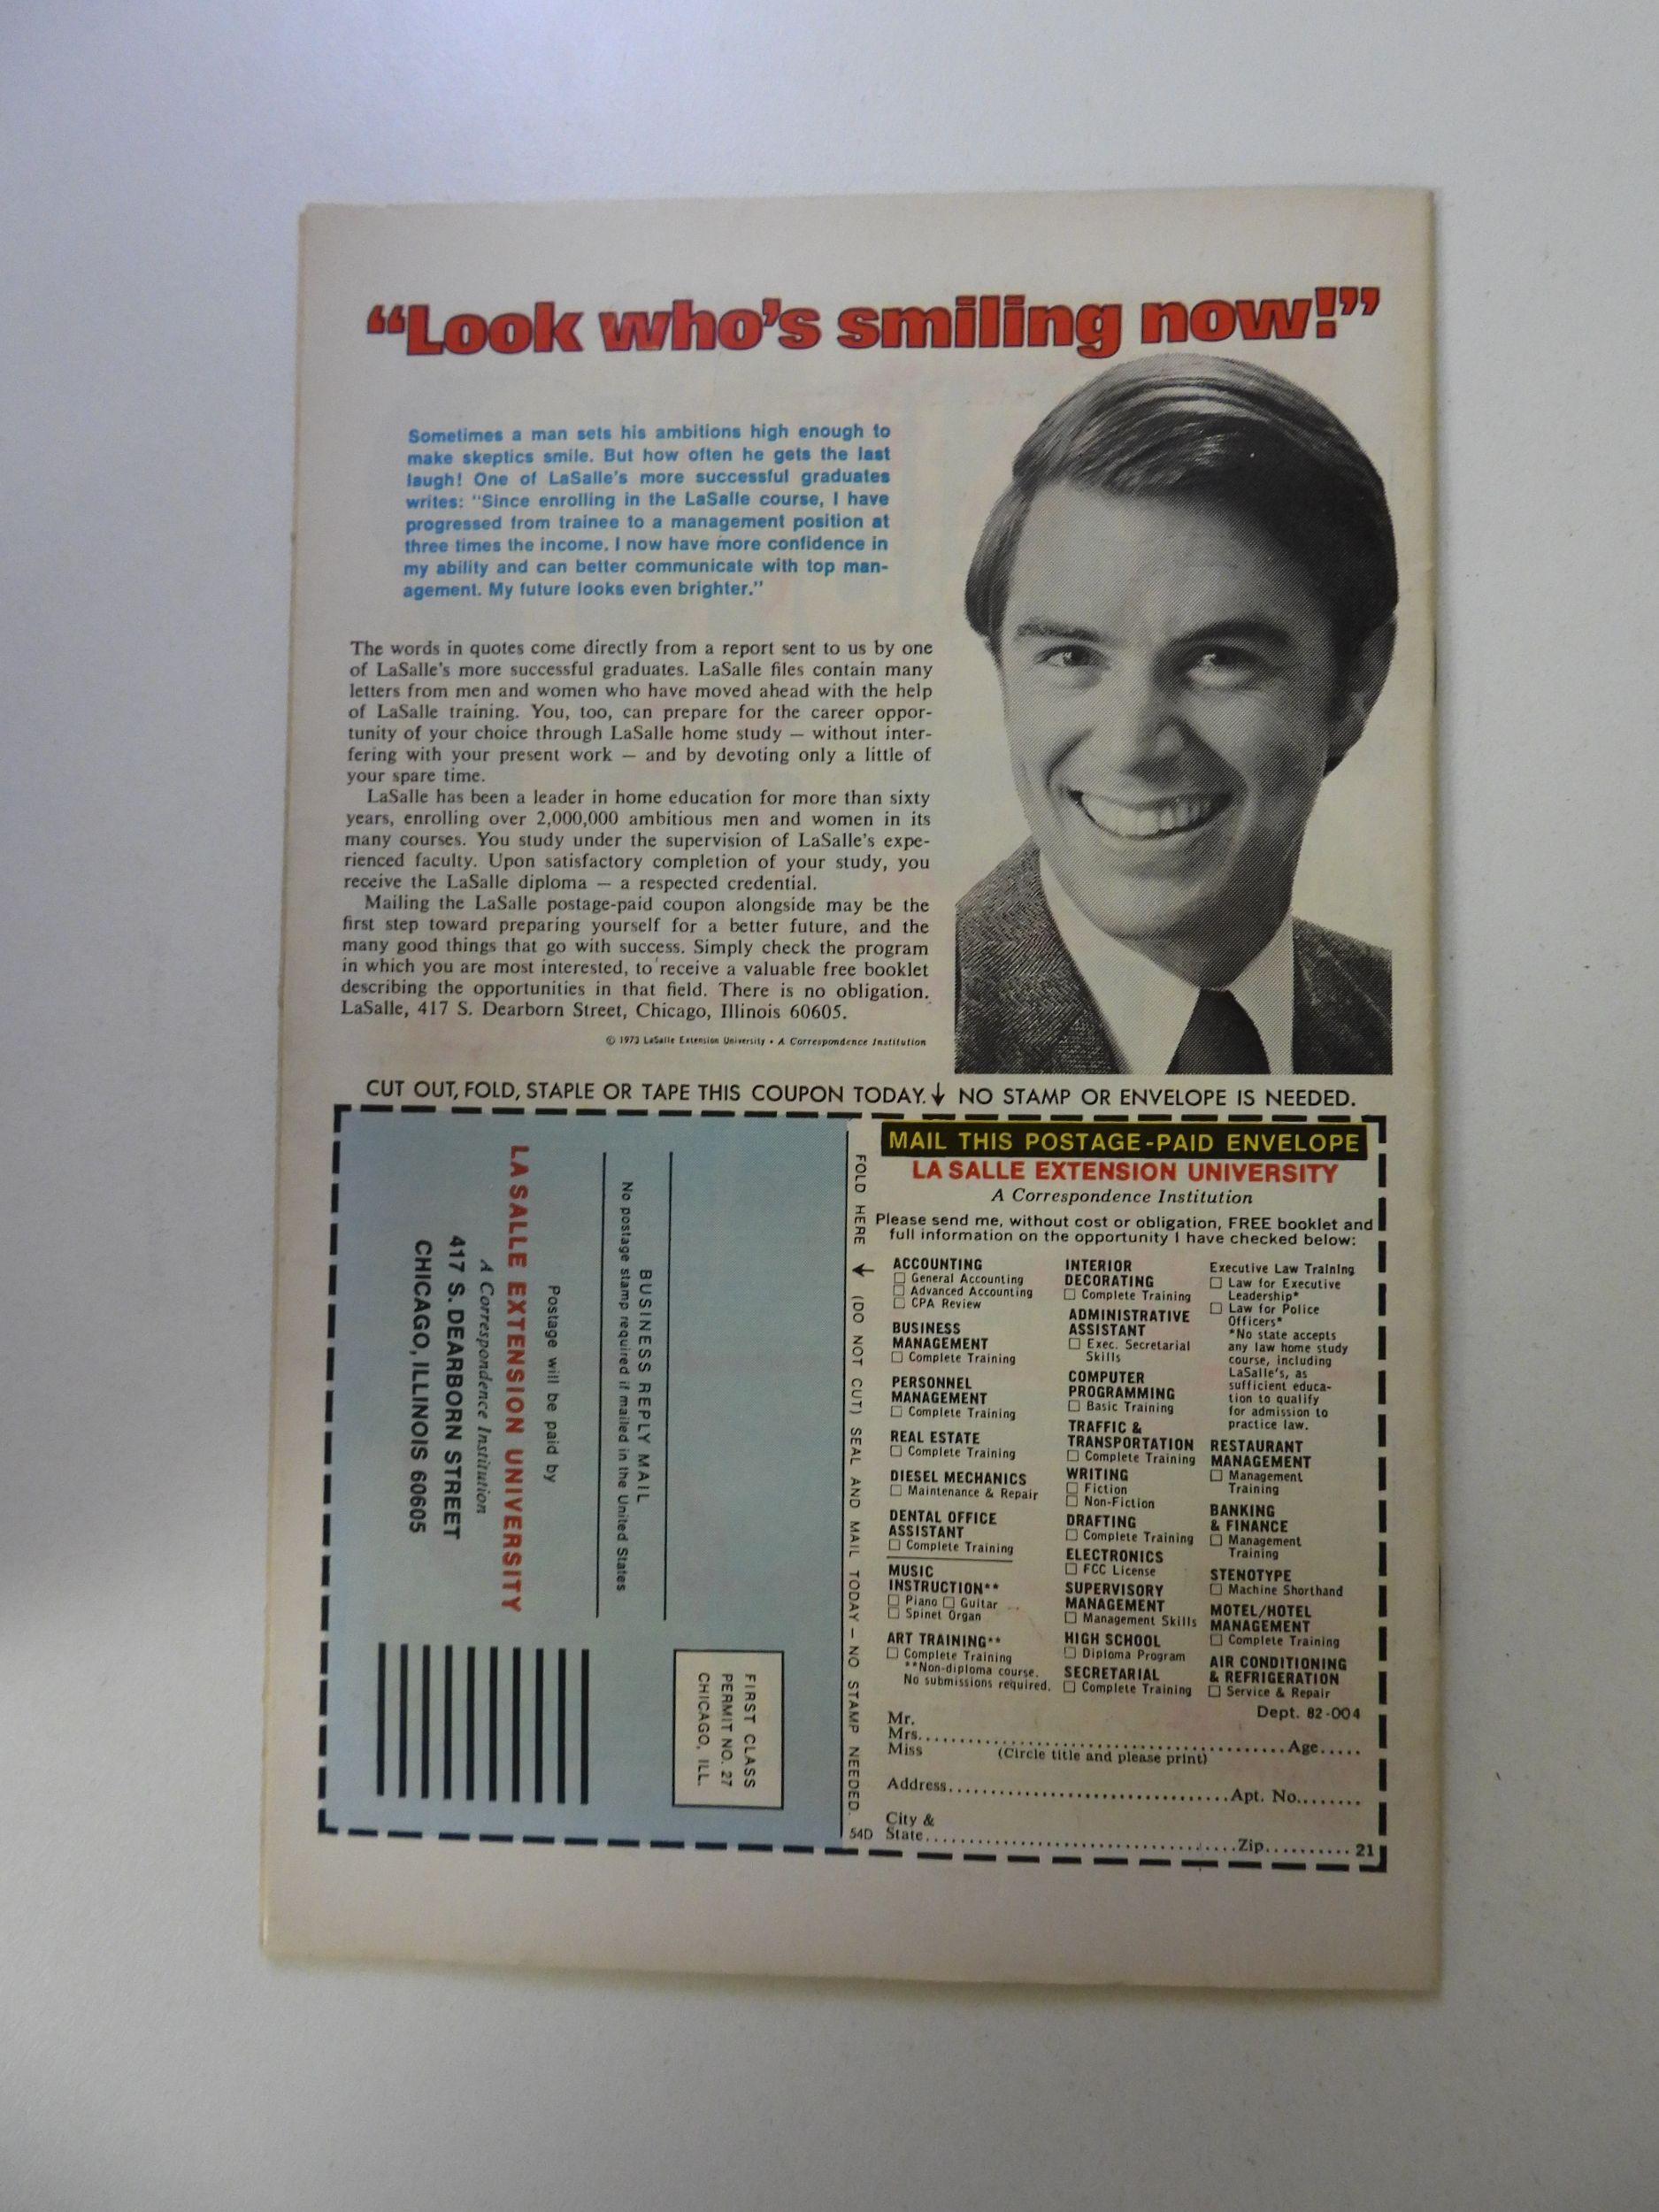 “Look who’s smiling now!”
Sometimes a man sets his ambitions high enough to
make skeptics smile. But how often he gets the last
laugh! One of LaSalle’s more successful graduates
writes: “Since enrolling in the LaSalle course, I have
progressed from trainee to a management position at
three times the income. I now have more confidence in
my ability and can better communicate with top man-
agement. My future looks even brighter.”
The words in quotes come directly from a report sent to us by one
of LaSalle’s more successful graduates. LaSalle files contain many
letters from men and women who have moved ahead with the help
of LaSalle training. You, too, can prepare for the career oppor-
tunity of your choice through LaSalle home study — without inter-
fering with your present work — and by devoting only a little of
your spare time.
LaSalle has been a leader in home education for more than sixty
years, enrolling over 2,000,000 ambitious men and women in its
many courses. You study under the supervision of LaSalle’s expe-
rienced faculty. Upon satisfactory completion of your study, you
receive the LaSalle diploma — a respected credential.
Mailing the LaSalle postage-paid coupon alongside may be the
first step toward preparing yourself for a better future, and the
many good things that go with success. Simply check the program
in which you are most interested, to receive a valuable free booklet
describing the opportunities in that field. There is no obligation.
LaSalle, 417 S. Dearborn Street, Chicago, Illinois 60605.
© 1973 LaSalle Extension University • A Correspondence Institution
CUT OUT, FOLD, STAPLE OR TAPE THIS COUPON TODAY.↓ NO STAMP OR ENVELOPE IS NEEDED.
FIRST CLASS
PERMIT NO. 27
CHICAGO, ILL.
BUSINESS REPLY MAIL
No postage stamp required if mailed in the United States
Postage will be paid by
LA SALLE EXTENSION UNIVERSITY
A Correspondence Institution
417 S. DEARBORN STREET
CHICAGO, ILLINOIS 60605
FOLD HERE ← (DO NOT CUT) SEAL AND MAIL TODAY — NO STAMP NEEDED.
54D
MAIL THIS POSTAGE-PAID ENVELOPE
LA SALLE EXTENSION UNIVERSITY
A Correspondence Institution
Please send me, without cost or obligation, FREE booklet and
full information on the opportunity I have checked below:
ACCOUNTING
☐ General Accounting
☐ Advanced Accounting
☐ CPA Review
BUSINESS
MANAGEMENT
☐ Complete Training
PERSONNEL
MANAGEMENT
☐ Complete Training
REAL ESTATE
☐ Complete Training
DIESEL MECHANICS
☐ Maintenance & Repair
DENTAL OFFICE
ASSISTANT
☐ Complete Training
MUSIC
INSTRUCTION**
☐ Piano ☐ Guitar
☐ Spinet Organ
ART TRAINING**
☐ Complete Training
**Non-diploma course.
No submissions required.
INTERIOR
DECORATING
☐ Complete Training
ADMINISTRATIVE
ASSISTANT
☐ Exec. Secretarial
Skills
COMPUTER
PROGRAMMING
☐ Basic Training
TRAFFIC &
TRANSPORTATION
☐ Complete Training
WRITING
☐ Fiction
☐ Non-Fiction
DRAFTING
☐ Complete Training
ELECTRONICS
☐ FCC License
SUPERVISORY
MANAGEMENT
☐ Management Skills
HIGH SCHOOL
☐ Diploma Program
SECRETARIAL
☐ Complete Training
Executive Law Training
☐ Law for Executive
Leadership*
☐ Law for Police
Officers*
*No state accepts
any law home study
course, including
LaSalle’s, as
sufficient educa-
tion to qualify
for admission to
practice law.
RESTAURANT
MANAGEMENT
☐ Management
Training
BANKING
& FINANCE
☐ Management
Training
STENOTYPE
☐ Machine Shorthand
MOTEL/HOTEL
MANAGEMENT
☐ Complete Training
AIR CONDITIONING
& REFRIGERATION
☐ Service & Repair
Dept. 82-004
Mr.
Mrs.......................................................Age.....
Miss (Circle title and please print)
Address........................................Apt. No........
City &
State.............................................Zip.......... 21